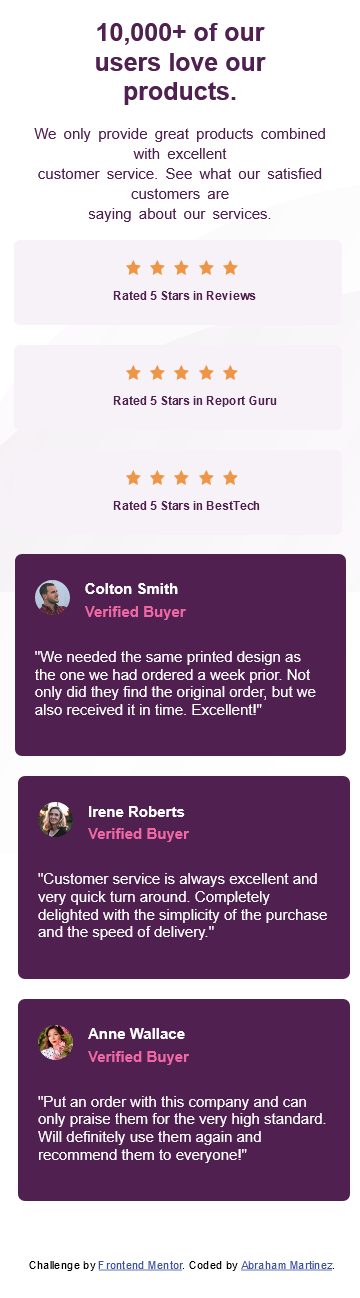 10,000+ of our
users love our
products.
We only provide great products combined
with excellent
customer service. See what our satisfied
customers are
saying about our services.
Rated 5 Stars in Reviews
Rated 5 Stars in Report Guru
Rated 5 Stars in BestTech
Colton Smith
Verified Buyer
"We needed the same printed design as
the one we had ordered a week prior. Not
only did they find the original order, but we
also received it in time. Excellent!"
Irene Roberts
Verified Buyer
"Customer service is always excellent and
very quick turn around. Completely
delighted with the simplicity of the purchase
and the speed of delivery."
Anne Wallace
Verified Buyer
"Put an order with this company and can
only praise them for the very high standard.
Will definitely use them again and
recommend them to everyone!"
Challenge by Frontend Mentor. Coded by Abraham Martinez.